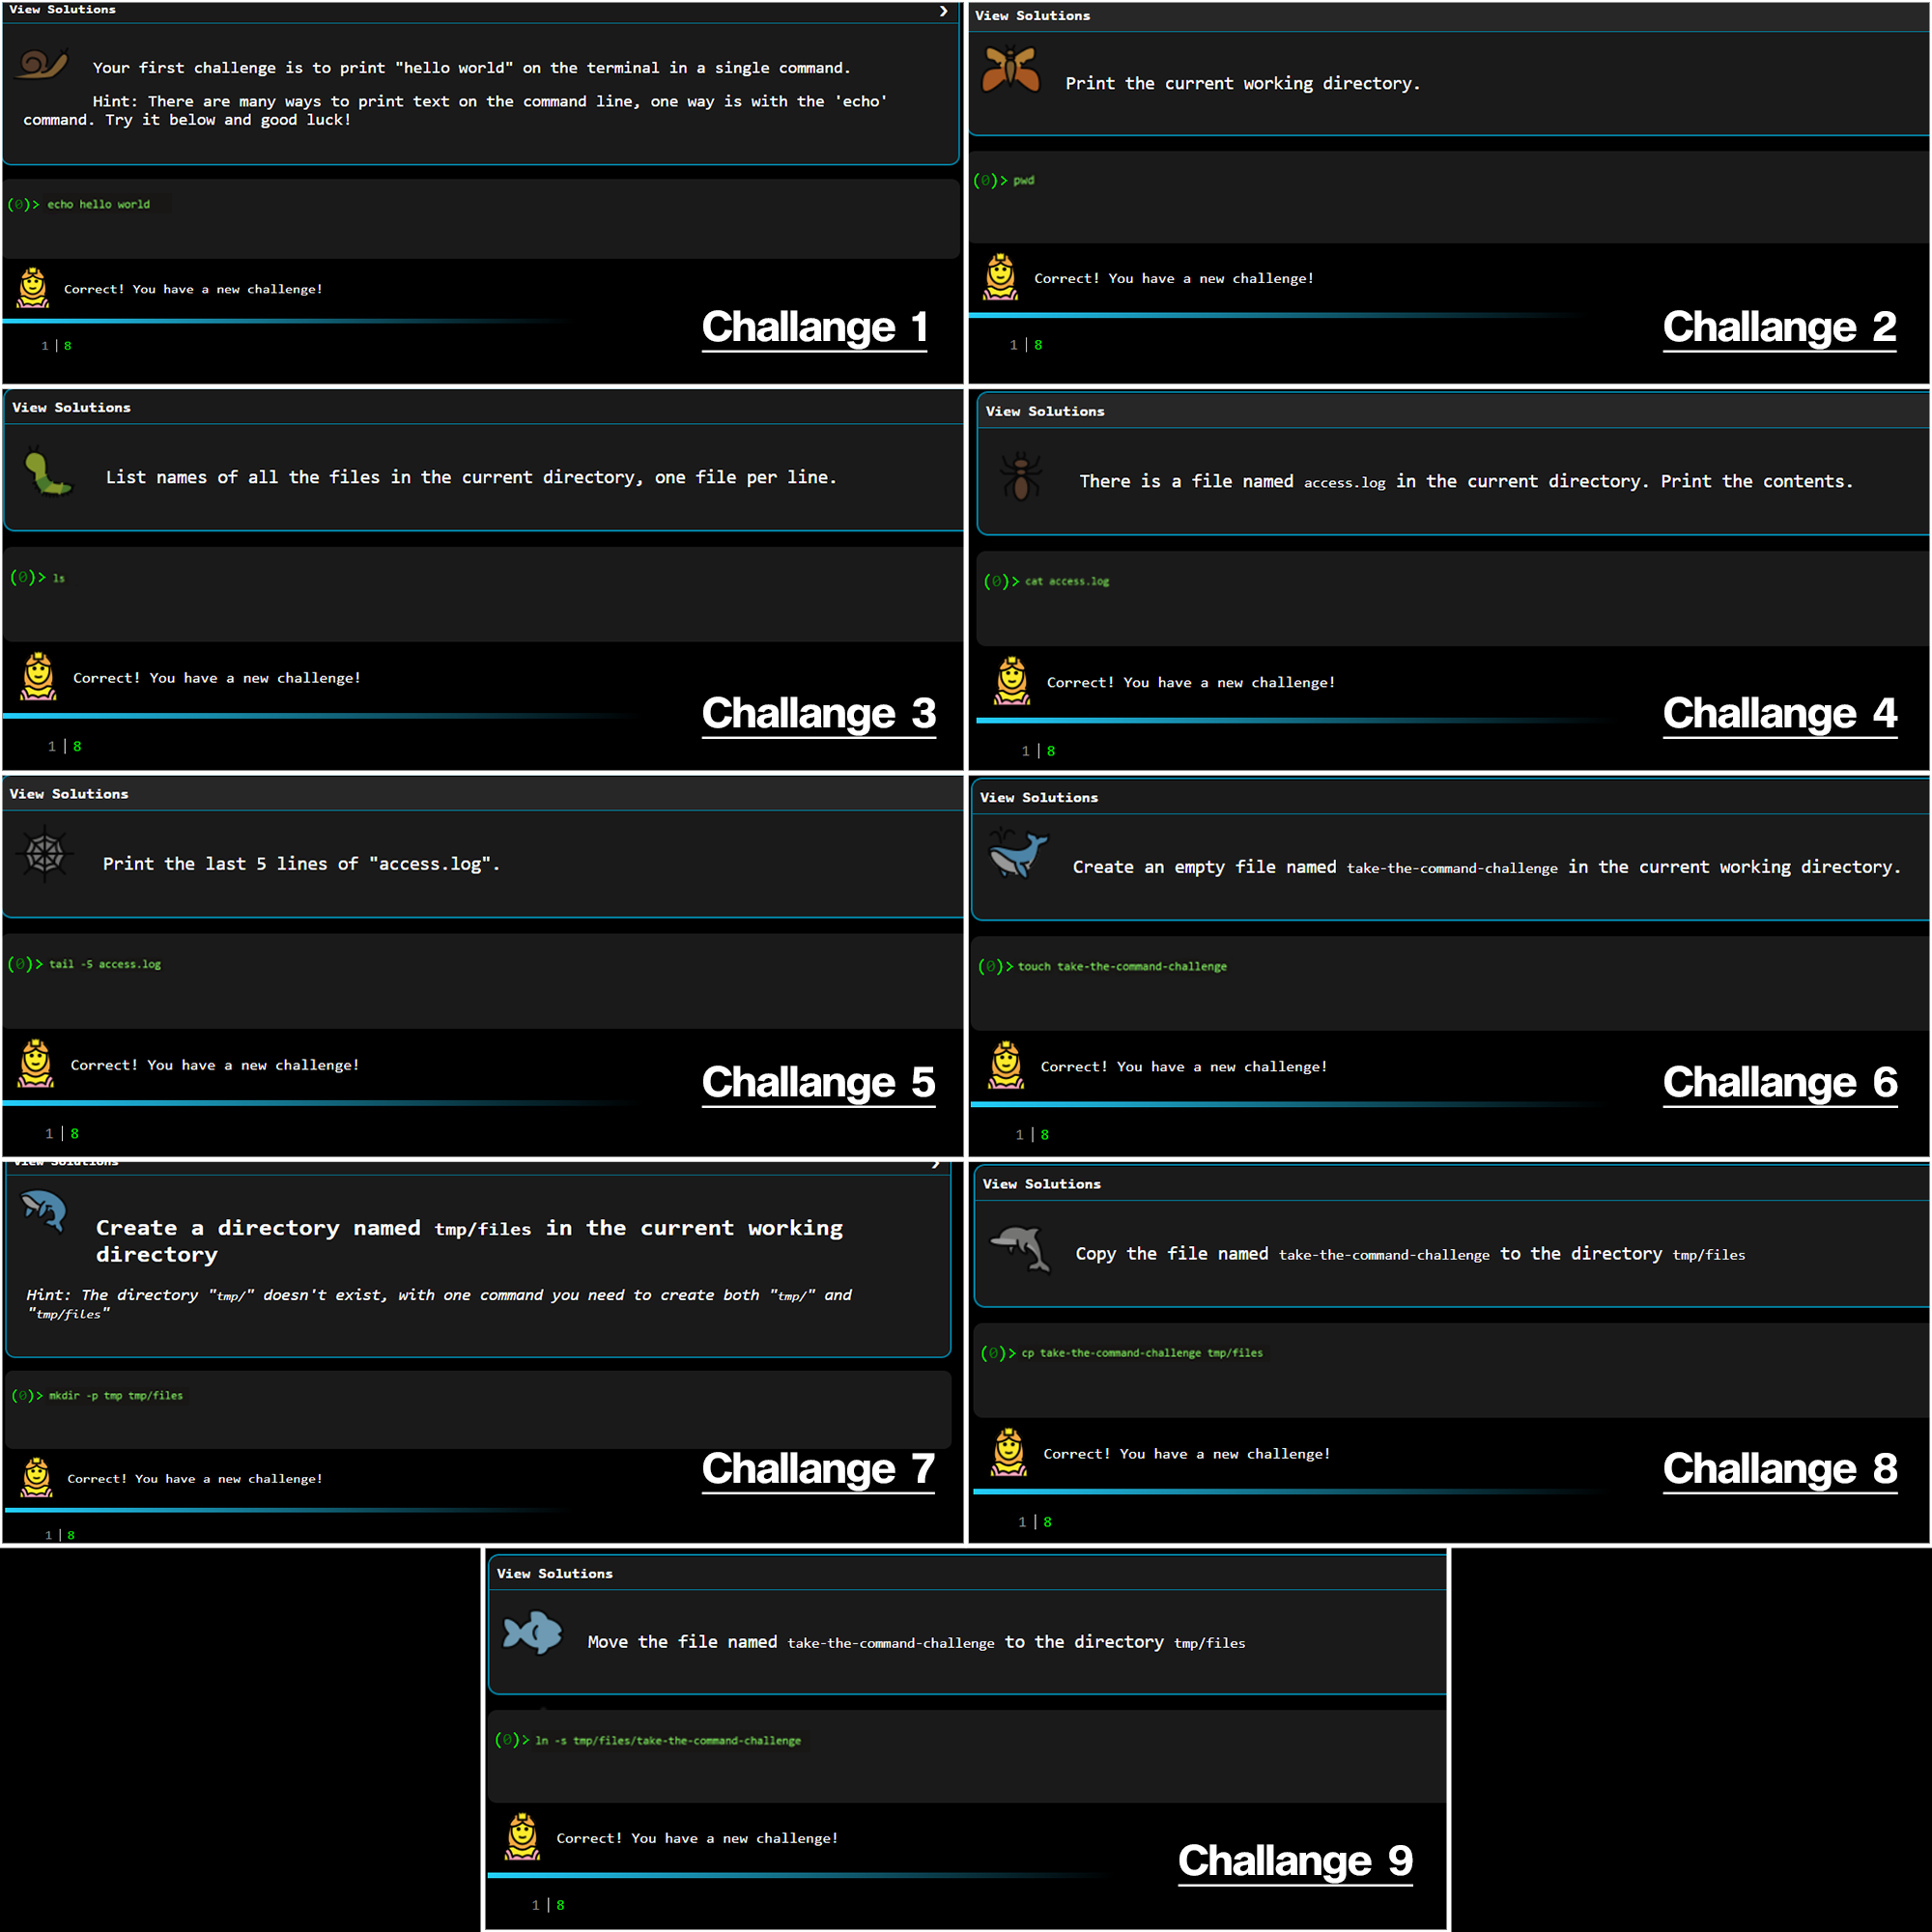 View Solutions ❯
Your first challenge is to print "hello world" on the terminal in a single command.
Hint: There are many ways to print text on the command line, one way is with the 'echo'
command. Try it below and good luck!
(0)> echo hello world
Correct! You have a new challenge!
1 | 8
Challange 1
View Solutions
Print the current working directory.
(0)> pwd
Correct! You have a new challenge!
1 | 8
Challange 2
View Solutions
List names of all the files in the current directory, one file per line.
(0)> ls
Correct! You have a new challenge!
1 | 8
Challange 3
View Solutions
There is a file named access.log in the current directory. Print the contents.
(0)> cat access.log
Correct! You have a new challenge!
1 | 8
Challange 4
View Solutions
Print the last 5 lines of "access.log".
(0)> tail -5 access.log
Correct! You have a new challenge!
1 | 8
Challange 5
View Solutions
Create an empty file named take-the-command-challenge in the current working directory.
(0)> touch take-the-command-challenge
Correct! You have a new challenge!
1 | 8
Challange 6
View Solutions ❯
Create a directory named tmp/files in the current working
directory
Hint: The directory "tmp/" doesn't exist, with one command you need to create both "tmp/" and
"tmp/files"
(0)> mkdir -p tmp tmp/files
Correct! You have a new challenge!
1 | 8
Challange 7
View Solutions
Copy the file named take-the-command-challenge to the directory tmp/files
(0)> cp take-the-command-challenge tmp/files
Correct! You have a new challenge!
1 | 8
Challange 8
View Solutions
Move the file named take-the-command-challenge to the directory tmp/files
(0)> ln -s tmp/files/take-the-command-challenge
Correct! You have a new challenge!
1 | 8
Challange 9